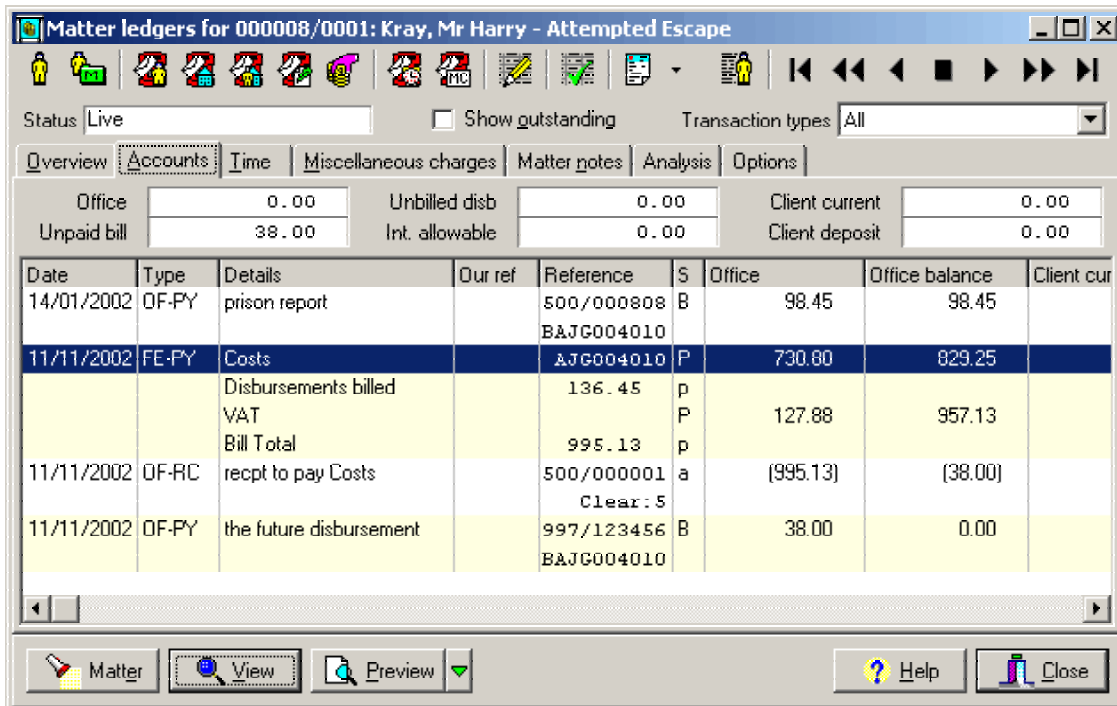 Matter ledgers for 000008/0001: Kray, Mr Harry - Attempted Escape
M MC
Status Live Show outstanding Transaction types All
Overview Accounts Time Miscellaneous charges Matter notes Analysis Options
Office 0.00 Unbilled disb 0.00 Client current 0.00
Unpaid bill 38.00 Int. allowable 0.00 Client deposit 0.00
Date Type Details Our ref Reference S Office Office balance Client cur
14/01/2002 OF-PY prison report 500/000808 B 98.45 98.45
BAJG004010
11/11/2002 FE-PY Costs AJG004010 P 730.80 829.25
Disbursements billed 136.45 p
VAT P 127.88 957.13
Bill Total 995.13 p
11/11/2002 OF-RC recpt to pay Costs 500/000001 a (995.13) (38.00)
Clear:5
11/11/2002 OF-PY the future disbursement 997/123456 B 38.00 0.00
BAJG004010
Matter View Preview Help Close